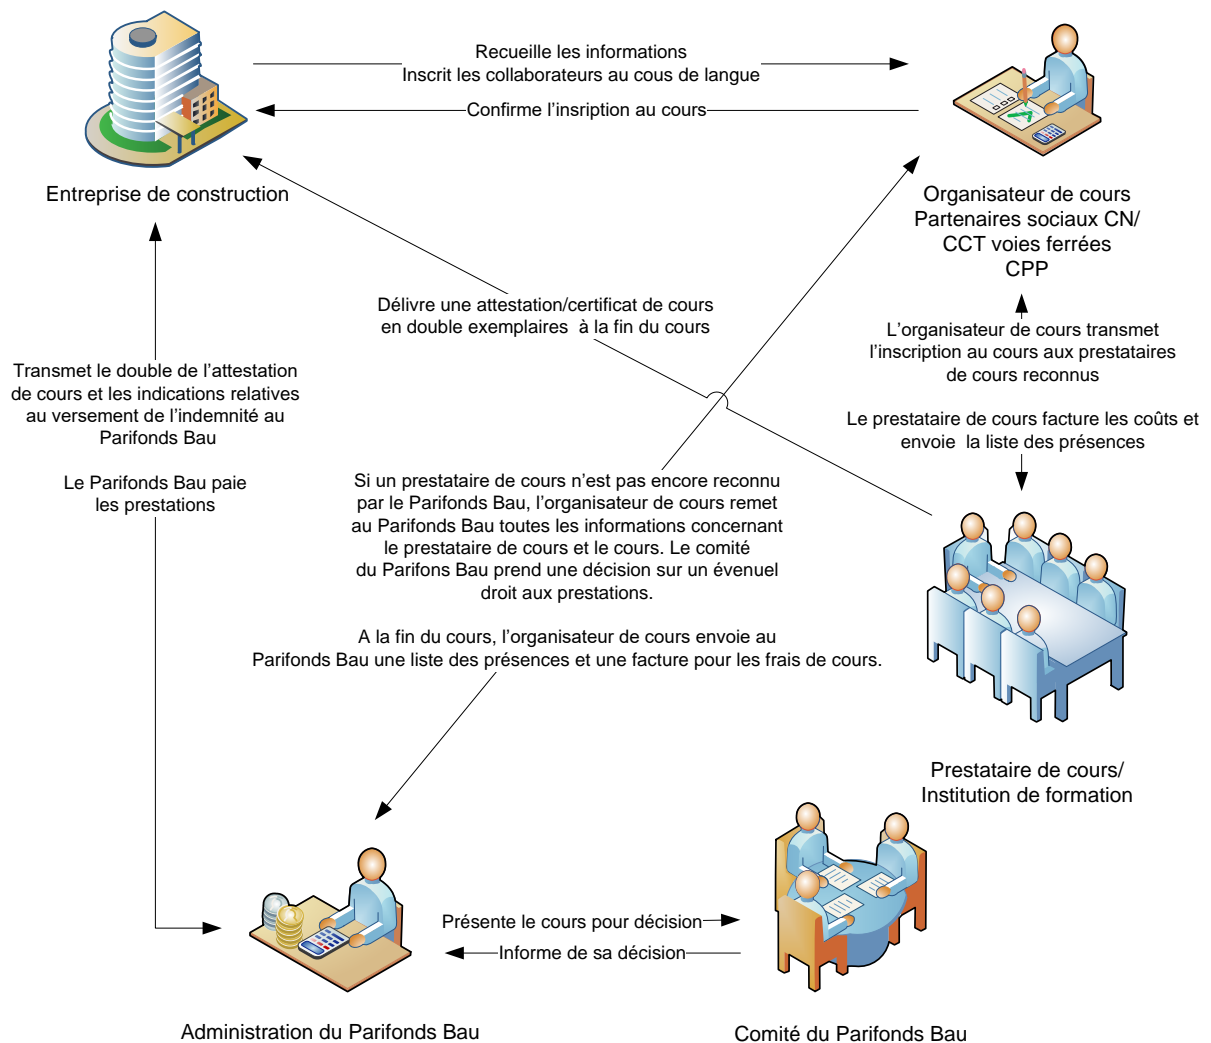 Recueille les informations
Inscrit les collaborateurs au cous de langue
Confirme l'insription au cours
Entreprise de construction
Organisateur de cours
Partenaires sociaux CN/
CCT voies ferrées
CPP
Délivre une attestation/certificat de cours
en double exemplaires à la fin du cours
L'organisateur de cours transmet
l'inscription au cours aux prestataires
de cours reconnus
Transmet le double de l'attestation
de cours et les indications relatives
au versement de l'indemnité au
Parifonds Bau
Le prestataire de cours facture les coûts et
envoie la liste des présences
Le Parifonds Bau paie
les prestations
Si un prestataire de cours n'est pas encore reconnu
par le Parifonds Bau, l'organisateur de cours remet
au Parifonds Bau toutes les informations concernant
le prestataire de cours et le cours. Le comité
du Parifons Bau prend une décision sur un évenuel
droit aux prestations.
A la fin du cours, l'organisateur de cours envoie au
Parifonds Bau une liste des présences et une facture pour les frais de cours.
Prestataire de cours/
Institution de formation
Présente le cours pour décision
Informe de sa décision
Administration du Parifonds Bau
Comité du Parifonds Bau